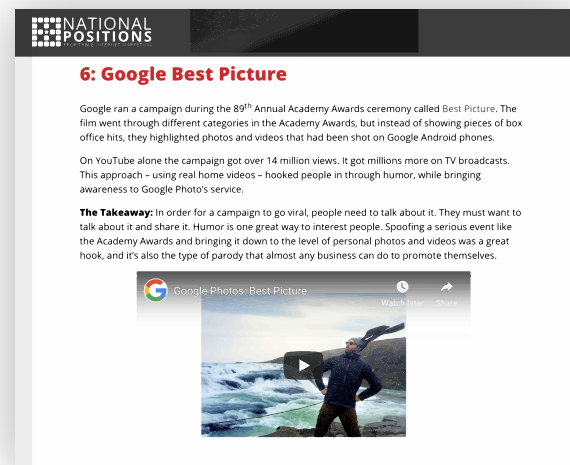 NATIONAL
POSITIONS
PROFITABLE INTERNET MARKETING
6: Google Best Picture
Google ran a campaign during the 89th Annual Academy Awards ceremony called Best Picture. The
film went through different categories in the Academy Awards, but instead of showing pieces of box
office hits, they highlighted photos and videos that had been shot on Google Android phones.
On YouTube alone the campaign got over 14 million views. It got millions more on TV broadcasts.
This approach – using real home videos – hooked people in through humor, while bringing
awareness to Google Photo's service.
The Takeaway: In order for a campaign to go viral, people need to talk about it. They must want to
talk about it and share it. Humor is one great way to interest people. Spoofing a serious event like
the Academy Awards and bringing it down to the level of personal photos and videos was a great
hook, and it's also the type of parody that almost any business can do to promote themselves.
Google Photos: Best Picture
Watch later Share